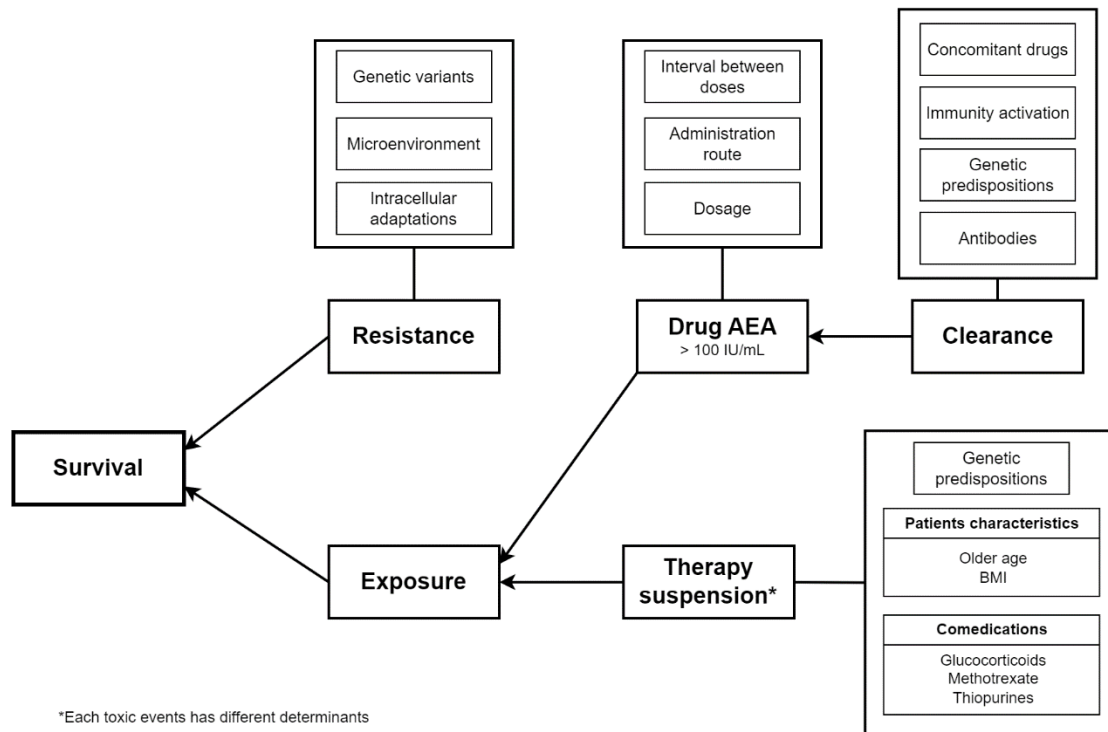 Genetic variants
Microenvironment
Intracellular
adaptations
Resistance
Interval between
doses
Administration
route
Dosage
Drug AEA
> 100 IU/mL
Concomitant drugs
Immunity activation
Genetic
predispositions
Antibodies
Clearance
Survival
Exposure
Therapy
suspension*
Genetic
predispositions
Patients characteristics
Older age
BMI
Comedications
Glucocorticoids
Methotrexate
Thiopurines
*Each toxic events has different determinants